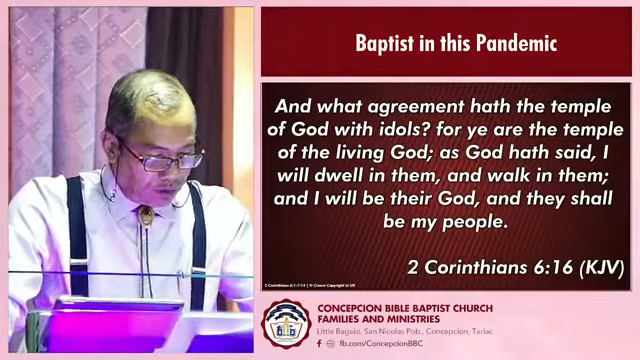 Baptist in this Pandemic
And what agreement hath the temple
of God with idols? for ye are the temple
of the living God; as God hath said, I
will dwell in them, and walk in them;
and I will be their God, and they shall
be my people.
2 Corinthians 6:16 (KJV)
CONCEPCION BIBLE BAPTIST CHURCH
FAMILIES AND MINISTRIES
Little Baguio, San Nicolas Pob., Concepcion, Tarlac
fb.com/ConcepcionBBC